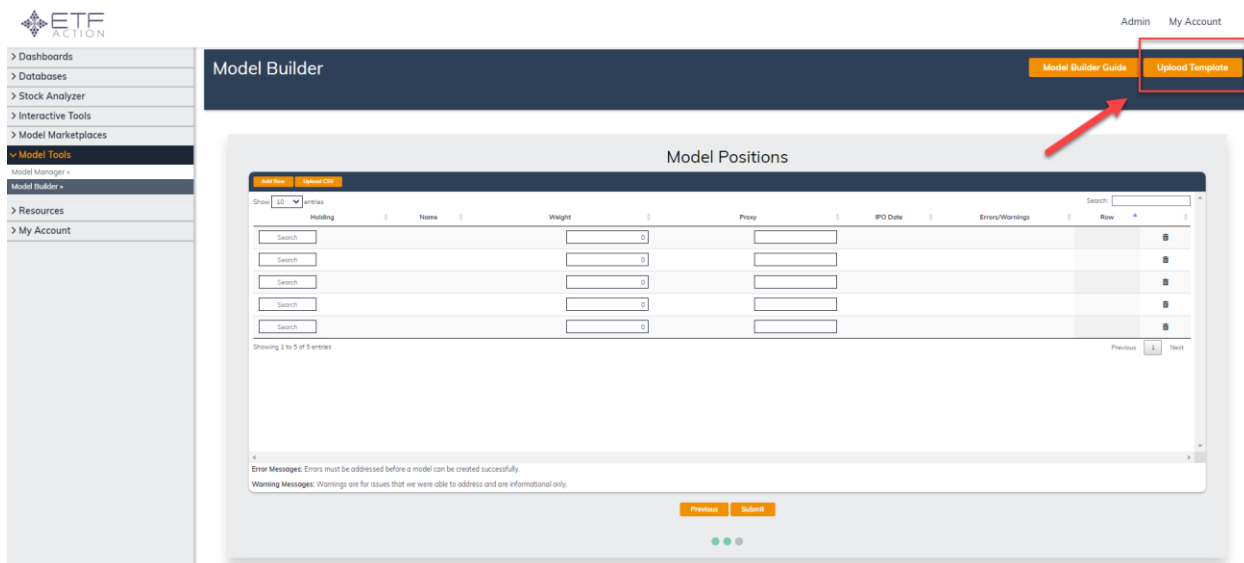 ETF
ACTION
Admin My Account
> Dashboards
> Databases
> Stock Analyzer
> Interactive Tools
> Model Marketplaces
Model Tools
Model Manager »
Model Builder »
> Resources
> My Account
Model Builder
Model Builder Guide Upload Template
Model Positions
Add Row Upload CSV
Show 10 entries Search:
Holding Name Weight Proxy IPO Date Errors/Warnings Row
Search 0
Search 0
Search 0
Search 0
Search 0
Showing 1 to 5 of 5 entries Previous 1 Next
Error Messages: Errors must be addressed before a model can be created successfully.
Warning Messages: Warnings are for issues that we were able to address and are informational only.
Previous Submit